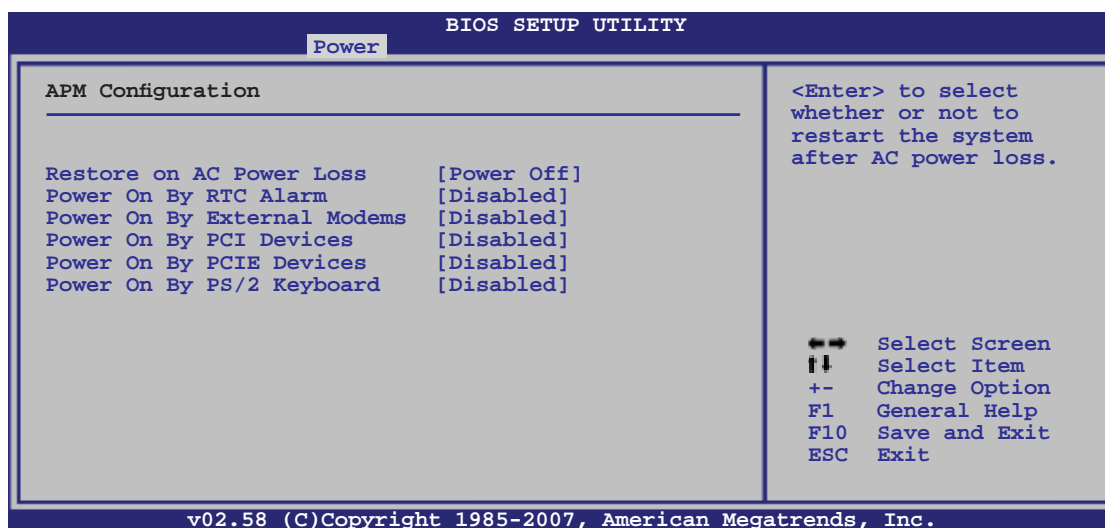 BIOS SETUP UTILITY
Power
APM Configuration
Restore on AC Power Loss [Power Off]
Power On By RTC Alarm [Disabled]
Power On By External Modems [Disabled]
Power On By PCI Devices [Disabled]
Power On By PCIE Devices [Disabled]
Power On By PS/2 Keyboard [Disabled]
<Enter> to select
whether or not to
restart the system
after AC power loss.
←→ Select Screen
↑↓ Select Item
+- Change Option
F1 General Help
F10 Save and Exit
ESC Exit
v02.58 (C)Copyright 1985-2007, American Megatrends, Inc.